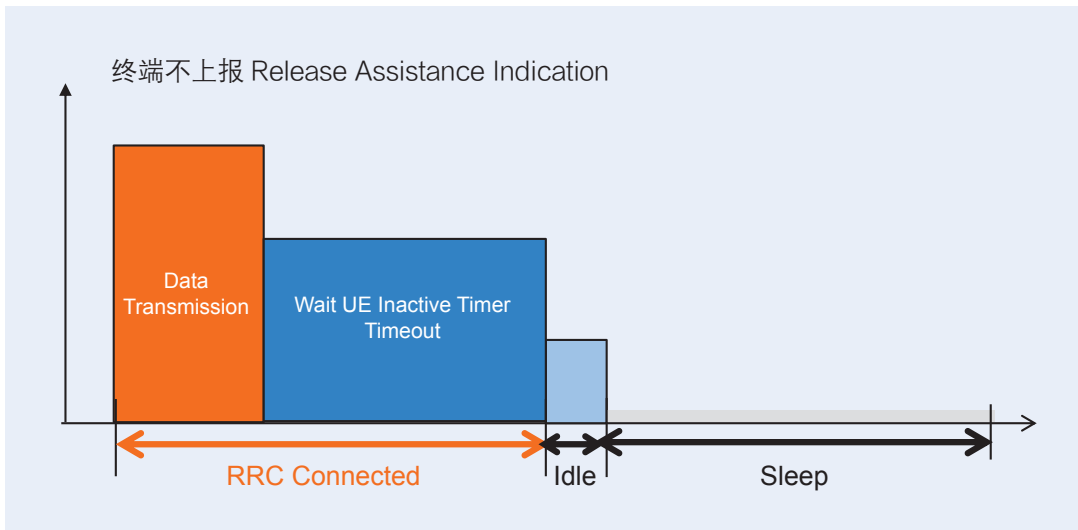 终端不上报 Release Assistance Indication
Data
Transmission
Wait UE Inactive Timer
Timeout
RRC Connected
Idle
Sleep